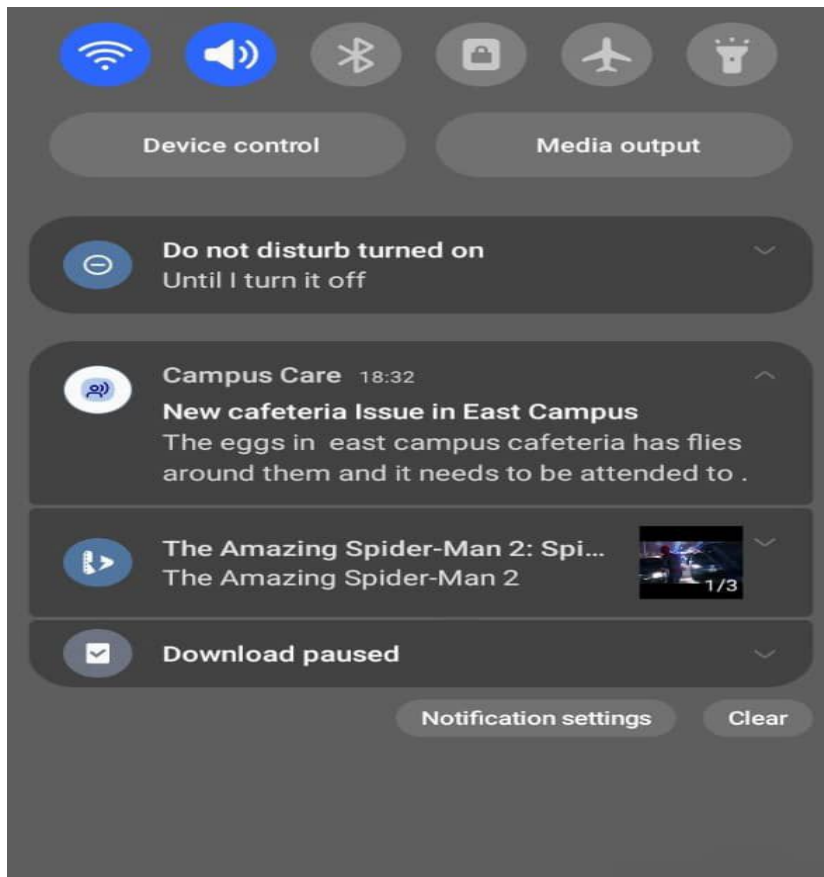 Device control
Media output
Do not disturb turned on
Until I turn it off
Campus Care 18:32
New cafeteria Issue in East Campus
The eggs in east campus cafeteria has flies
around them and it needs to be attended to .
The Amazing Spider-Man 2: Spi...
The Amazing Spider-Man 2
1/3
Download paused
Notification settings
Clear